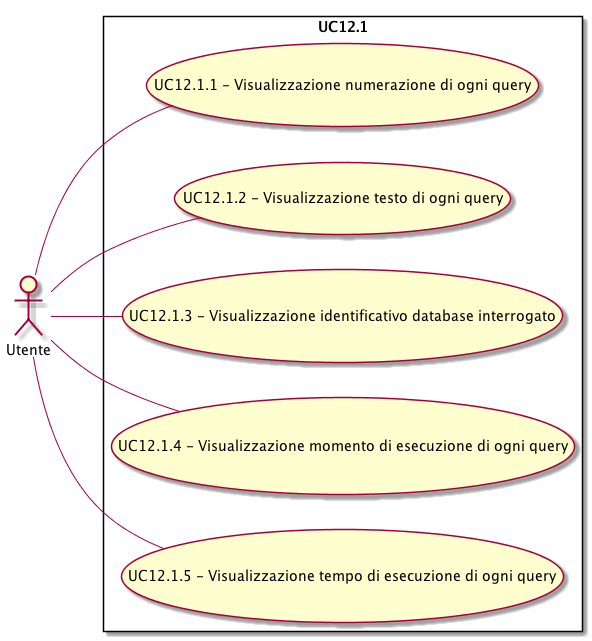 UC12.1
UC12.1.1 – Visualizzazione numerazione di ogni query
UC12.1.2 – Visualizzazione testo di ogni query
UC12.1.3 – Visualizzazione identificativo database interrogato
Utente
UC12.1.4 – Visualizzazione momento di esecuzione di ogni query
UC12.1.5 – Visualizzazione tempo di esecuzione di ogni query